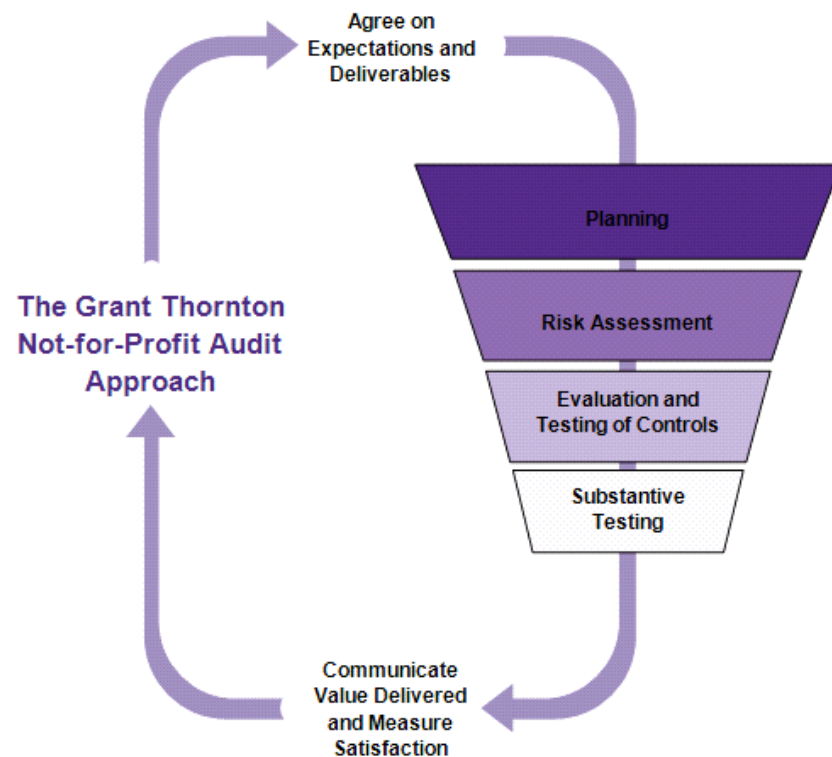 Agree on
Expectations and
Deliverables
Planning
Risk Assessment
Evaluation and
Testing of Controls
Substantive
Testing
Communicate
Value Delivered
and Measure
Satisfaction
The Grant Thornton
Not-for-Profit Audit
Approach